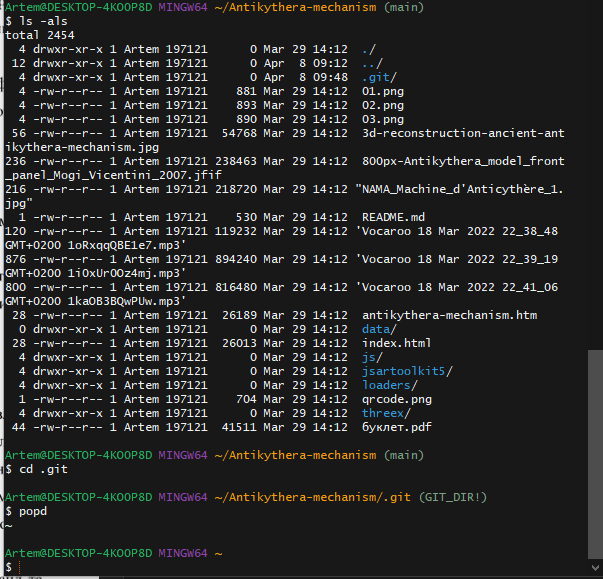 Artem@DESKTOP-4KOOP8D MINGW64 ~/Antikythera-mechanism (main)
$ ls -als
total 2454
4 drwxr-xr-x 1 Artem 197121 0 Mar 29 14:12 ./
12 drwxr-xr-x 1 Artem 197121 0 Apr 8 09:12 ../
4 drwxr-xr-x 1 Artem 197121 0 Apr 8 09:48 .git/
4 -rw-r--r-- 1 Artem 197121 881 Mar 29 14:12 01.png
4 -rw-r--r-- 1 Artem 197121 893 Mar 29 14:12 02.png
4 -rw-r--r-- 1 Artem 197121 890 Mar 29 14:12 03.png
56 -rw-r--r-- 1 Artem 197121 54768 Mar 29 14:12 3d-reconstruction-ancient-ant
ikythera-mechanism.jpg
236 -rw-r--r-- 1 Artem 197121 238463 Mar 29 14:12 800px-Antikythera_model_front
_panel_Mogi_Vicentini_2007.jfif
216 -rw-r--r-- 1 Artem 197121 218720 Mar 29 14:12 "NAMA_Machine_d'Anticythère_1.
jpg"
1 -rw-r--r-- 1 Artem 197121 530 Mar 29 14:12 README.md
120 -rw-r--r-- 1 Artem 197121 119232 Mar 29 14:12 'Vocaroo 18 Mar 2022 22_38_48
GMT+0200 1oRxqqQBE1e7.mp3'
876 -rw-r--r-- 1 Artem 197121 894240 Mar 29 14:12 'Vocaroo 18 Mar 2022 22_39_19
GMT+0200 1iOxUrOOz4mj.mp3'
800 -rw-r--r-- 1 Artem 197121 816480 Mar 29 14:12 'Vocaroo 18 Mar 2022 22_41_06
GMT+0200 1kaOB3BQwPUw.mp3'
28 -rw-r--r-- 1 Artem 197121 26189 Mar 29 14:12 antikythera-mechanism.htm
0 drwxr-xr-x 1 Artem 197121 0 Mar 29 14:12 data/
28 -rw-r--r-- 1 Artem 197121 26013 Mar 29 14:12 index.html
4 drwxr-xr-x 1 Artem 197121 0 Mar 29 14:12 js/
4 drwxr-xr-x 1 Artem 197121 0 Mar 29 14:12 jsartoolkit5/
4 drwxr-xr-x 1 Artem 197121 0 Mar 29 14:12 loaders/
1 -rw-r--r-- 1 Artem 197121 704 Mar 29 14:12 qrcode.png
4 drwxr-xr-x 1 Artem 197121 0 Mar 29 14:12 threex/
44 -rw-r--r-- 1 Artem 197121 41511 Mar 29 14:12 буклет.pdf
Artem@DESKTOP-4KOOP8D MINGW64 ~/Antikythera-mechanism (main)
$ cd .git
Artem@DESKTOP-4KOOP8D MINGW64 ~/Antikythera-mechanism/.git (GIT_DIR!)
$ popd
~
Artem@DESKTOP-4KOOP8D MINGW64 ~
$